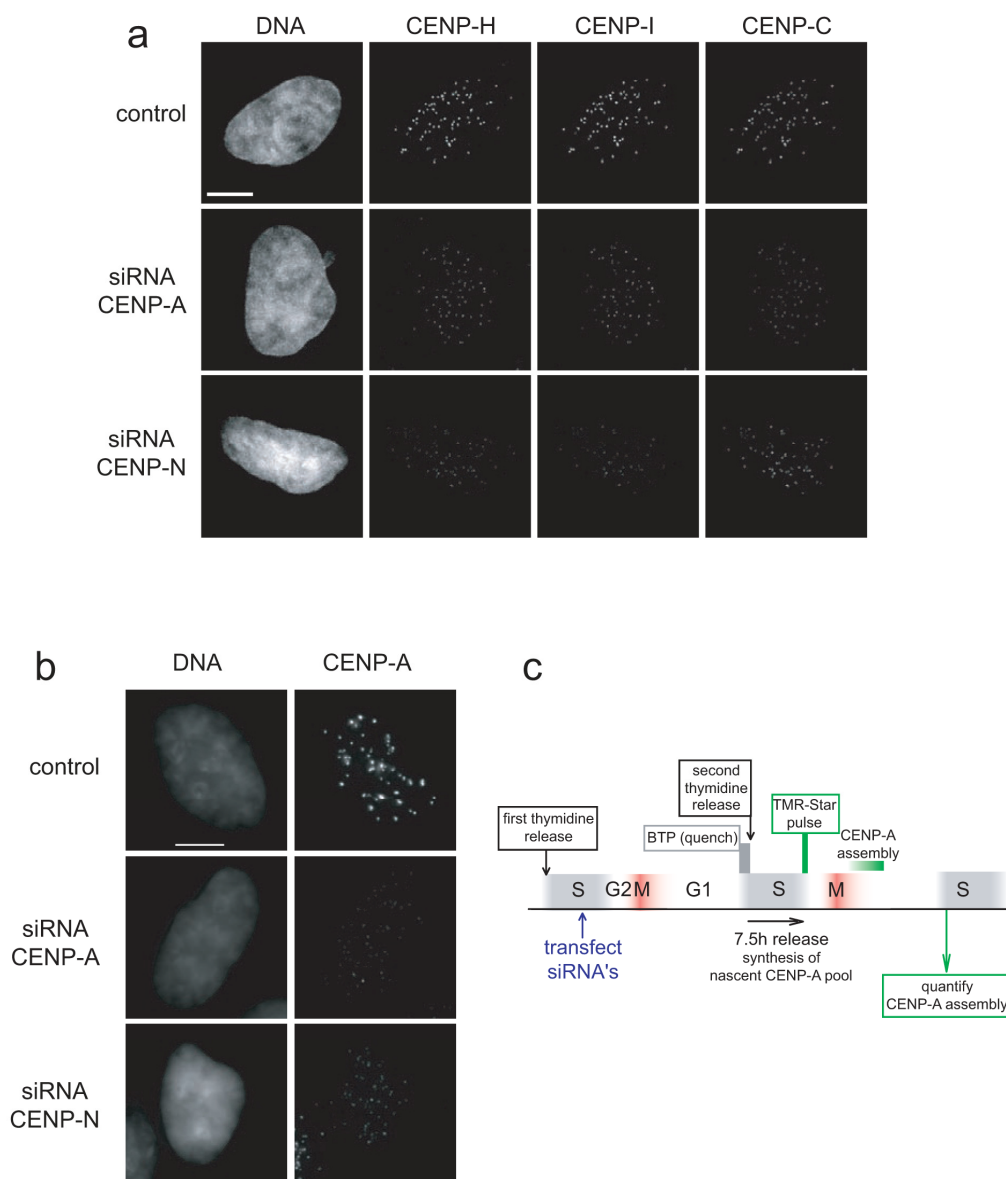 a
DNA
CENP-H
CENP-I
CENP-C
control
siRNA
CENP-A
siRNA
CENP-N
b
DNA
CENP-A
control
siRNA
CENP-A
siRNA
CENP-N
c
first thymidine
release
second
thymidine
release
BTP (quench)
TMR-Star
pulse
CENP-A
assembly
S
G2
M
G1
S
M
S
transfect
siRNA's
7.5h release
synthesis of
nascent CENP-A pool
quantify
CENP-A assembly